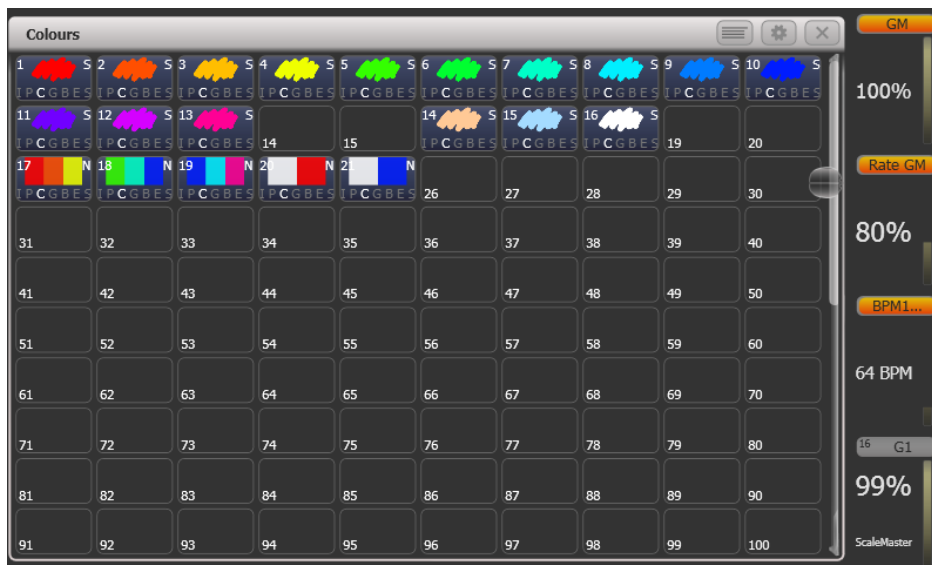 Colours
GM
1 S 2 S 3 S 4 S 5 S 6 S 7 S 8 S 9 S 10 S
IPCGBES IPCGBES IPCGBES IPCGBES IPCGBES IPCGBES IPCGBES IPCGBES IPCGBES IPCGBES
100%
11 S 12 S 13 S 14 S 15 S 16 S
IPCGBES IPCGBES IPCGBES 14 15 IPCGBES IPCGBES IPCGBES 19 20
17 N 18 N 19 N 20 N 21 N
Rate GM
IPCGBES IPCGBES IPCGBES IPCGBES IPCGBES 26 27 28 29 30
80%
31 32 33 34 35 36 37 38 39 40
41 42 43 44 45 46 47 48 49 50
BPM1...
51 52 53 54 55 56 57 58 59 60
64 BPM
61 62 63 64 65 66 67 68 69 70
71 72 73 74 75 76 77 78 79 80
16 G1
81 82 83 84 85 86 87 88 89 90
99%
91 92 93 94 95 96 97 98 99 100
ScaleMaster